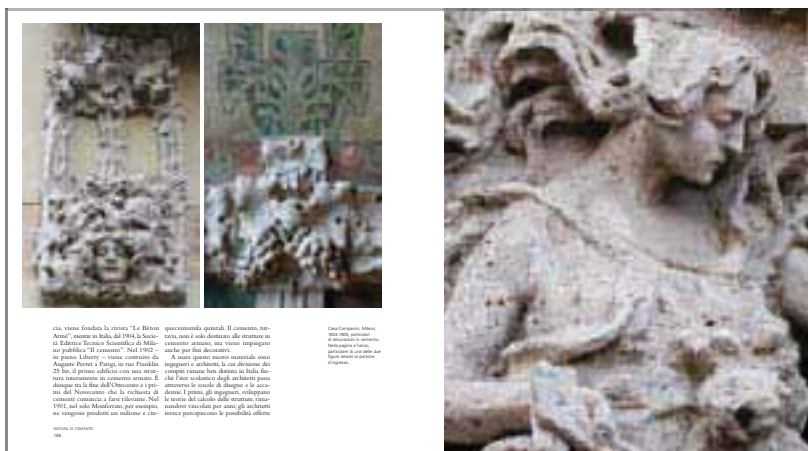 cia, viene fondata la rivista "Le Béton
Armé", mentre in Italia, dal 1904, la Socie-
tà Editrice Tecnico Scientifica di Mila-
no pubblica "Il cemento". Nel 1902 –
in pieno Liberty – viene costruito da
Auguste Perret a Parigi, in rue Franklin
25 bis, il primo edificio con una strut-
tura interamente in cemento armato. È
dunque tra la fine dell'Ottocento e i pri-
mi del Novecento che la richiesta di
cementi comincia a farsi rilevante. Nel
1901, nel solo Monferrato, per esempio,
ne vengono prodotti un milione e cin-
quecentomila quintali. Il cemento, tut-
tavia, non è solo destinato alle strutture in
cemento armato, ma viene impiegato
anche per fini decorativi.
A usare questo nuovo materiale sono
ingegneri e architetti, la cui divisione dei
compiti rimane ben distinta in Italia fin-
ché l'iter scolastico degli architetti passa
attraverso le scuole di disegno e le acca-
demie. I primi, gli ingegneri, sviluppano
le teorie del calcolo delle strutture, rima-
nendovi vincolati per anni; gli architetti
invece percepiscono le possibilità offerte
Casa Campanini, Milano,
1904-1906, particolari
di decorazioni in cemento.
Nella pagina a fianco,
particolare di una delle due
figure laterali al portone
d'ingresso.
NATURA DI CEMENTO